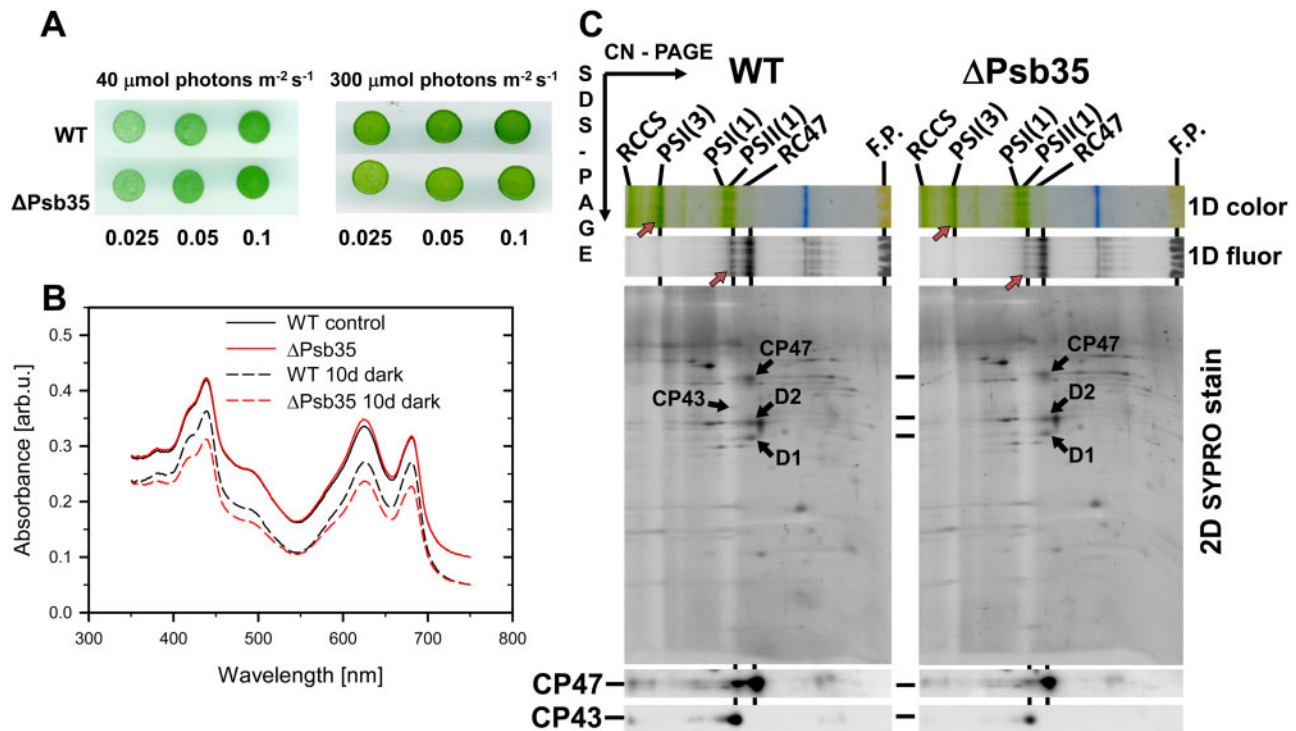 A
40 μmol photons m-2 s-1
300 μmol photons m-2 s-1
WT
ΔPsb35
0.025 0.05 0.1
0.025 0.05 0.1
B
WT control
ΔPsb35
WT 10d dark
ΔPsb35 10d dark
Absorbance [arb.u.]
0.5
0.4
0.3
0.2
0.1
0.0
300 400 500 600 700 800
Wavelength [nm]
C
CN - PAGE
SDS-PAGE
WT
ΔPsb35
RCCS
PSI(3)
PSI(1)
PSII(1)
RC47
F.P.
RCCS
PSI(3)
PSI(1)
PSII(1)
RC47
F.P.
1D color
1D fluor
2D SYPRO stain
CP47
CP43
D2
D1
CP47
D2
D1
CP47
CP43